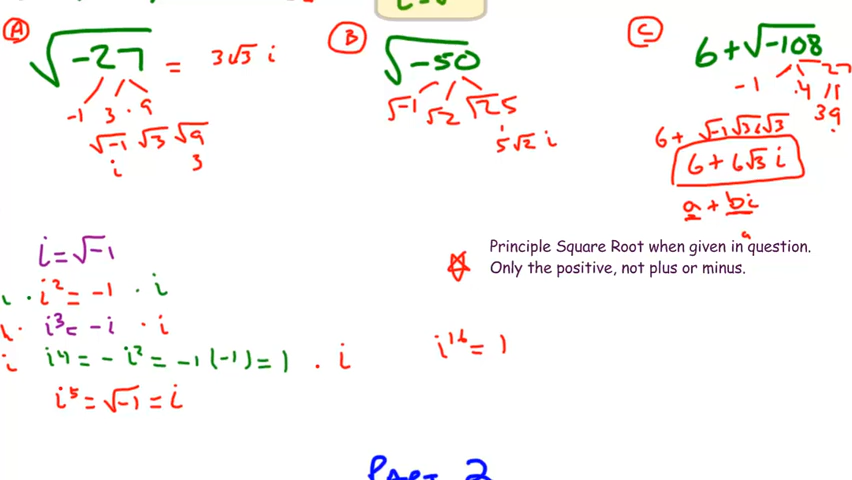 A √-27 = 3√3 i
-1 3 · 9
√-1 √3 √9
i 3
B √-50
√-1 √2 √25
5√2 i
C 6+√-108
-1 · 4 27
3 9
6 + √-1 √36 √3
6 + 6√3 i
a + bi
i = √-1
i · i² = -1 · i
i · i³ = -i · i
i i⁴ = -i² = -1(-1) = 1 · i
i⁵ = √-1 = i
Principle Square Root when given in question.
Only the positive, not plus or minus.
i¹⁶ = 1
PART 2